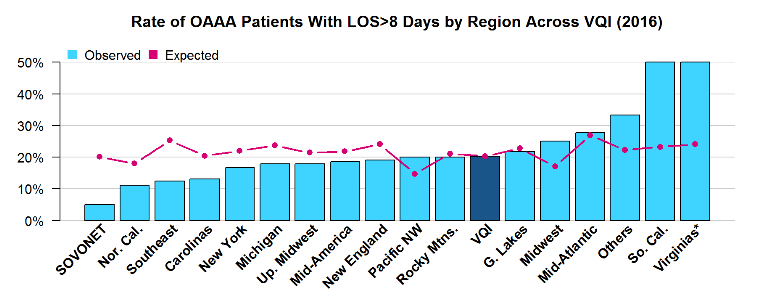 Rate of OAAA Patients With LOS>8 Days by Region Across VQI (2016)
Observed Expected
50%
40%
30%
20%
10%
0%
SOVONET
Nor. Cal.
Southeast
Carolinas
New York
Michigan
Up. Midwest
Mid-America
New England
Pacific NW
Rocky Mtns.
VQI
G. Lakes
Midwest
Mid-Atlantic
Others
So. Cal.
Virginias*